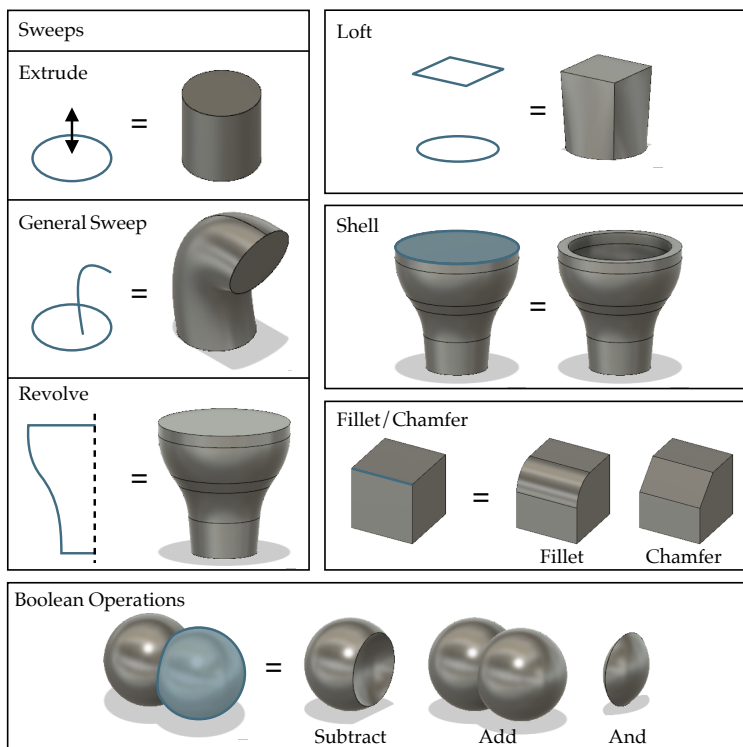 Sweeps
Extrude
=
General Sweep
=
Revolve
=
Loft
=
Shell
=
Fillet/Chamfer
=
Fillet
Chamfer
Boolean Operations
=
Subtract
Add
And